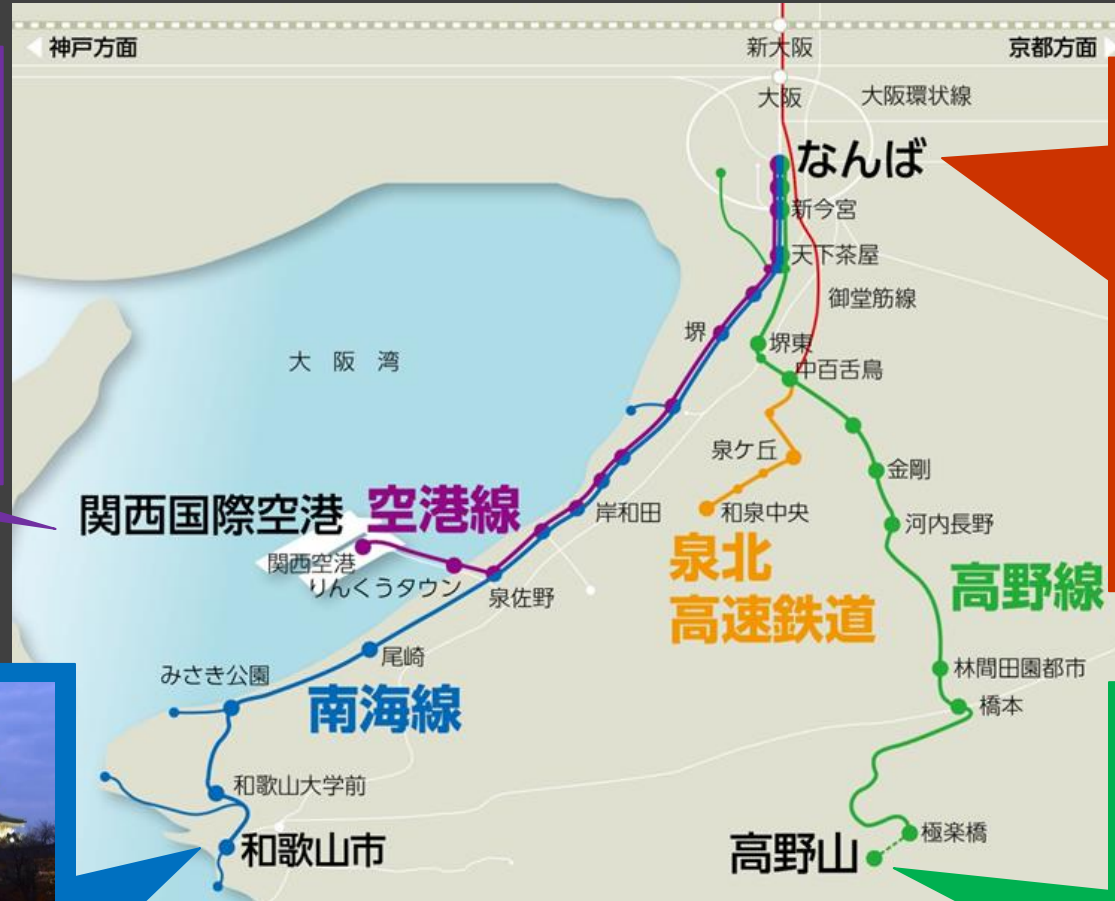 神戸方面
新大阪
京都方面
大阪
大阪環状線
なんば
新今宮
天下茶屋
御堂筋線
堺
堺東
中百舌鳥
大阪湾
泉ケ丘
金剛
関西国際空港
空港線
岸和田
和泉中央
河内長野
関西空港
りんくうタウン
泉佐野
泉北
高速鉄道
高野線
尾崎
みさき公園
林間田園都市
南海線
橋本
和歌山大学前
和歌山市
極楽橋
高野山